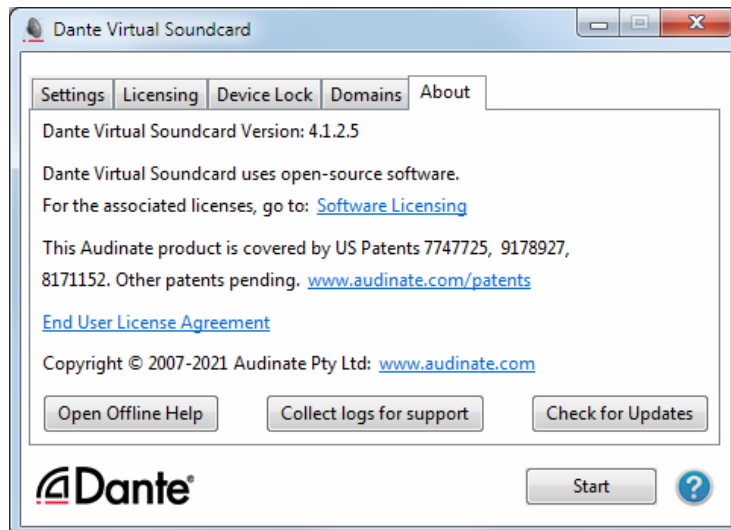 Dante Virtual Soundcard
Settings Licensing Device Lock Domains About
Dante Virtual Soundcard Version: 4.1.2.5
Dante Virtual Soundcard uses open-source software.
For the associated licenses, go to: Software Licensing
This Audinate product is covered by US Patents 7747725, 9178927,
8171152. Other patents pending. www.audinate.com/patents
End User License Agreement
Copyright © 2007-2021 Audinate Pty Ltd: www.audinate.com
Open Offline Help Collect logs for support Check for Updates
Dante® Start ?